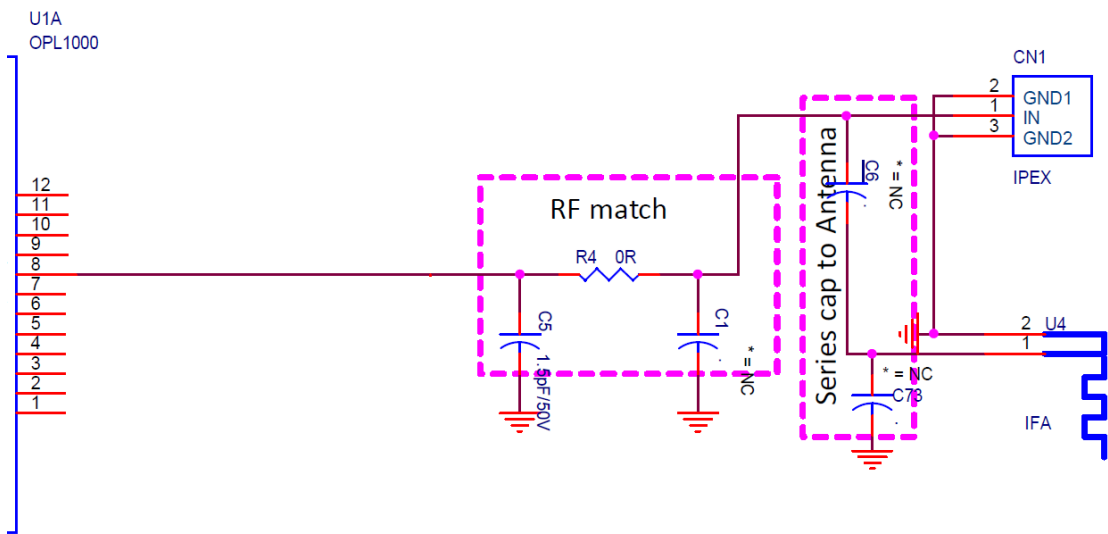 U1A
OPL1000
12
11
10
9
8
7
6
5
4
3
2
1
RF match
R4 0R
C5
1.5pF/50V
C1
* = NC
Series cap to Antenna
C6
* = NC
CN1
2 GND1
1 IN
3 GND2
IPEX
2 U4
1
* = NC
C73
IFA